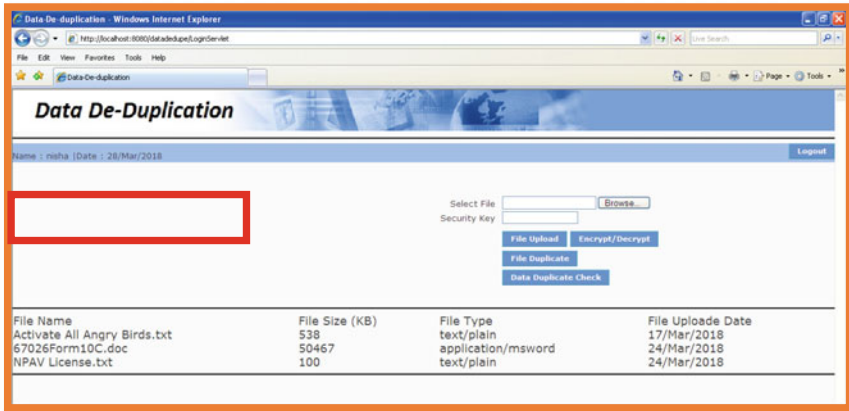 Data-De-duplication - Windows Internet Explorer
http://localhost:8080/datadedupe/LoginServlet
Live Search
File Edit View Favorites Tools Help
Data-De-duplication
Page Tools
Data De-Duplication
Name : nisha |Date : 28/Mar/2018
Logout
Select File Browse...
Security Key
File Upload Encrypt/Decrypt
File Duplicate
Data Duplicate Check
File Name File Size (KB) File Type File Uploade Date
Activate All Angry Birds.txt 538 text/plain 17/Mar/2018
67026Form10C.doc 50467 application/msword 24/Mar/2018
NPAV License.txt 100 text/plain 24/Mar/2018